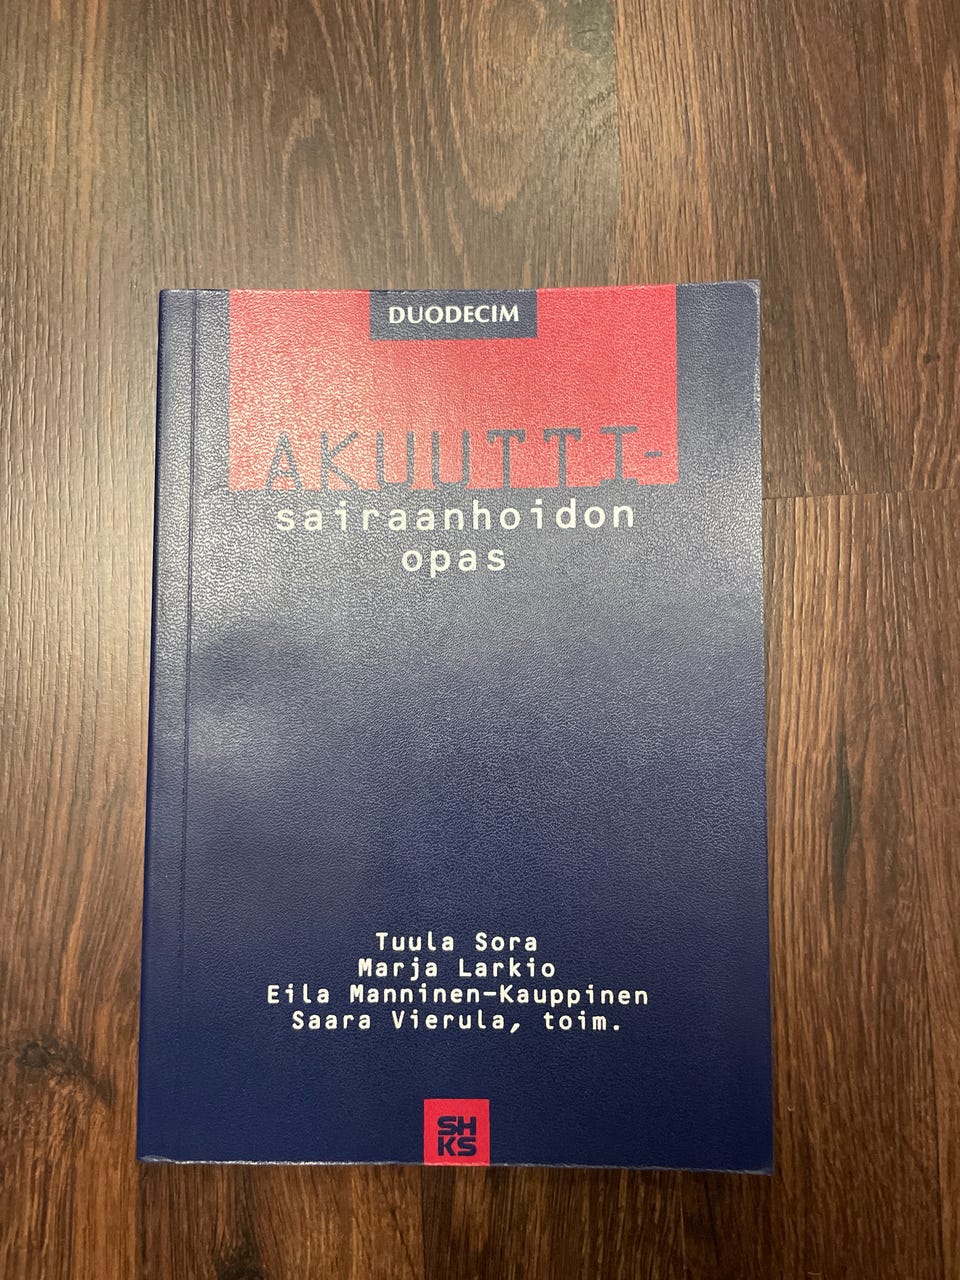 DUODECIM
AKUUTTI-
sairaanhoidon
opas
Tuula Sora
Marja Larkio
Eila Manninen-Kauppinen
Saara Vierula, toim.
SH
KS